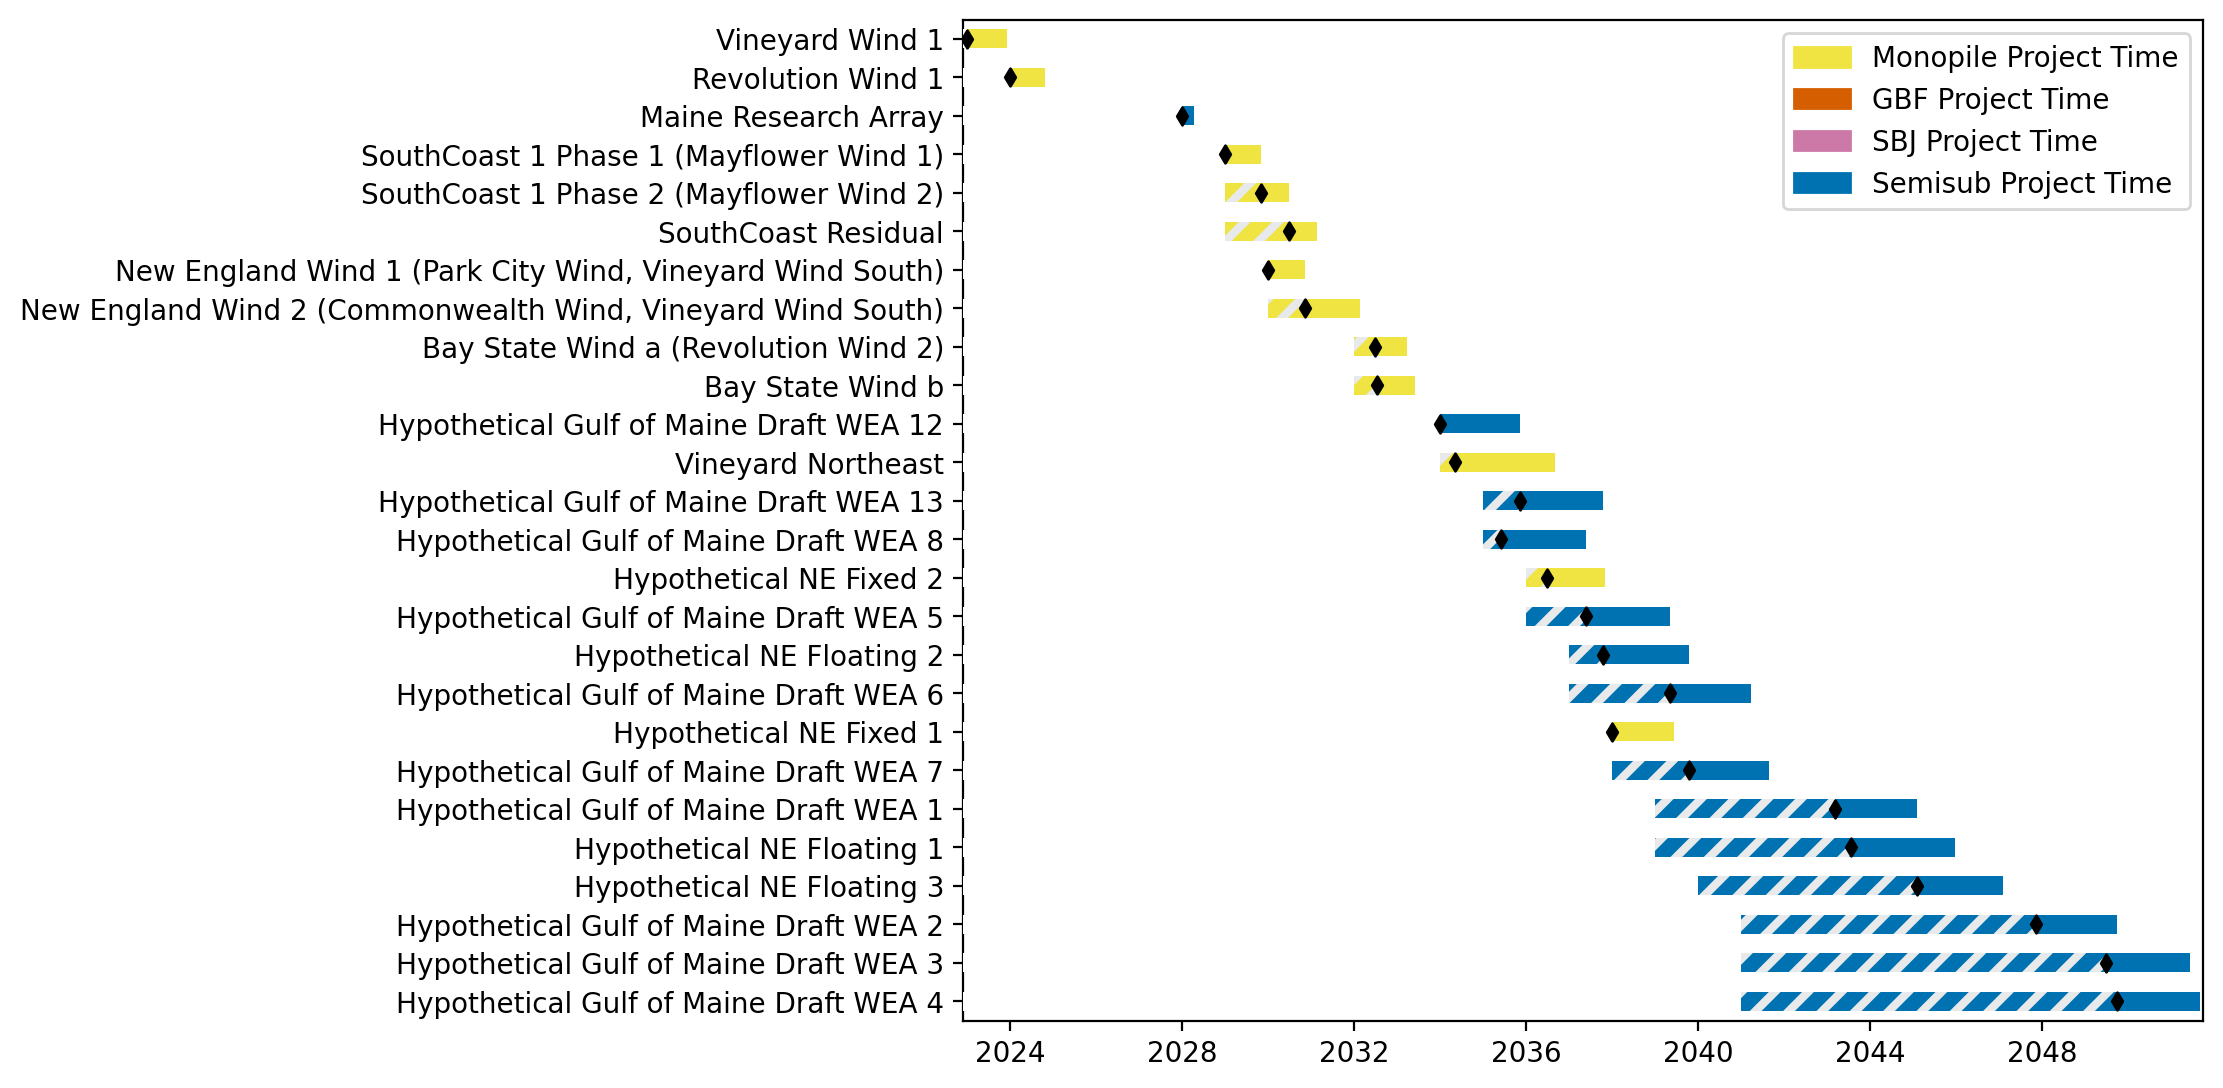 Vineyard Wind 1
Revolution Wind 1
Maine Research Array
SouthCoast 1 Phase 1 (Mayflower Wind 1)
SouthCoast 1 Phase 2 (Mayflower Wind 2)
SouthCoast Residual
New England Wind 1 (Park City Wind, Vineyard Wind South)
New England Wind 2 (Commonwealth Wind, Vineyard Wind South)
Bay State Wind a (Revolution Wind 2)
Bay State Wind b
Hypothetical Gulf of Maine Draft WEA 12
Vineyard Northeast
Hypothetical Gulf of Maine Draft WEA 13
Hypothetical Gulf of Maine Draft WEA 8
Hypothetical NE Fixed 2
Hypothetical Gulf of Maine Draft WEA 5
Hypothetical NE Floating 2
Hypothetical Gulf of Maine Draft WEA 6
Hypothetical NE Fixed 1
Hypothetical Gulf of Maine Draft WEA 7
Hypothetical Gulf of Maine Draft WEA 1
Hypothetical NE Floating 1
Hypothetical NE Floating 3
Hypothetical Gulf of Maine Draft WEA 2
Hypothetical Gulf of Maine Draft WEA 3
Hypothetical Gulf of Maine Draft WEA 4
Monopile Project Time
GBF Project Time
SBJ Project Time
Semisub Project Time
2024 2028 2032 2036 2040 2044 2048